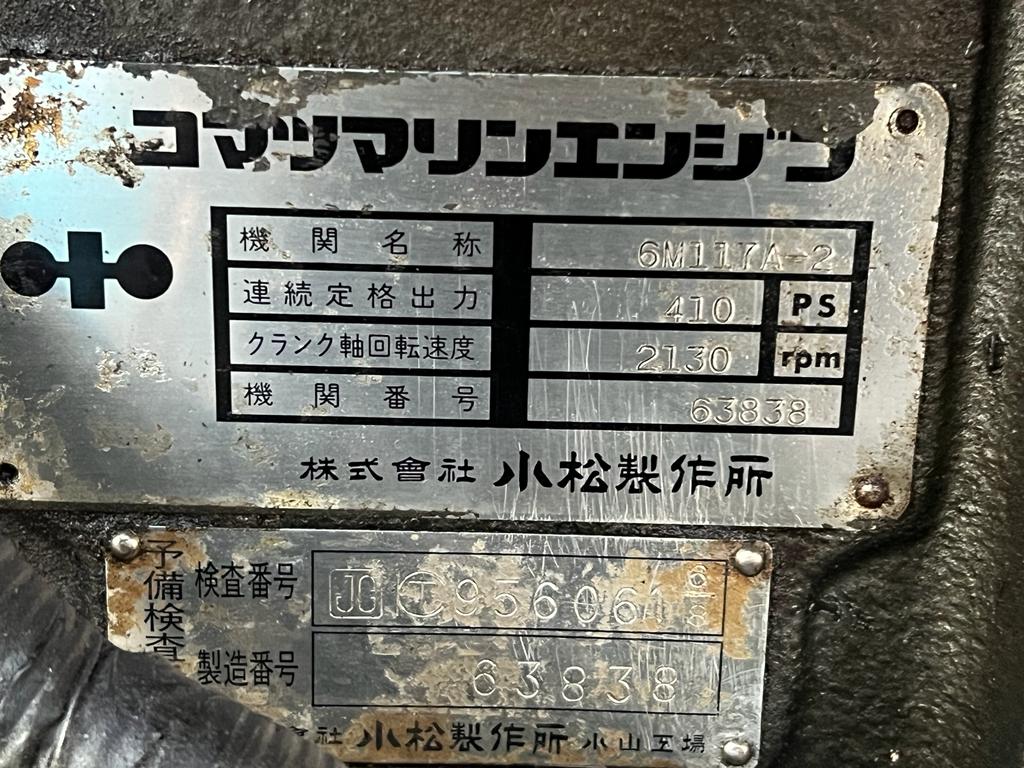 コマツマリンエンジン
機関名称 6M117A-2
連続定格出力 410 PS
クランク軸回転速度 2130 rpm
機関番号 63838
株式會社 小松製作所
予備検査
検査番号 JG 95606
製造番号 63838
社 小松製作所 小山工場